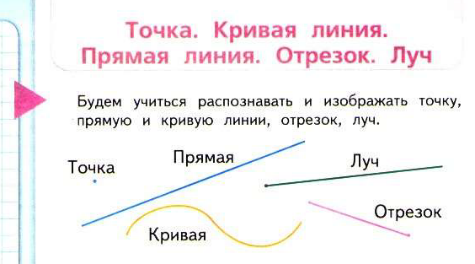 Точка. Кривая линия.
Прямая линия. Отрезок. Луч
Будем учиться распознавать и изображать точку,
прямую и кривую линии, отрезок, луч.
Точка
Прямая
Луч
Отрезок
Кривая